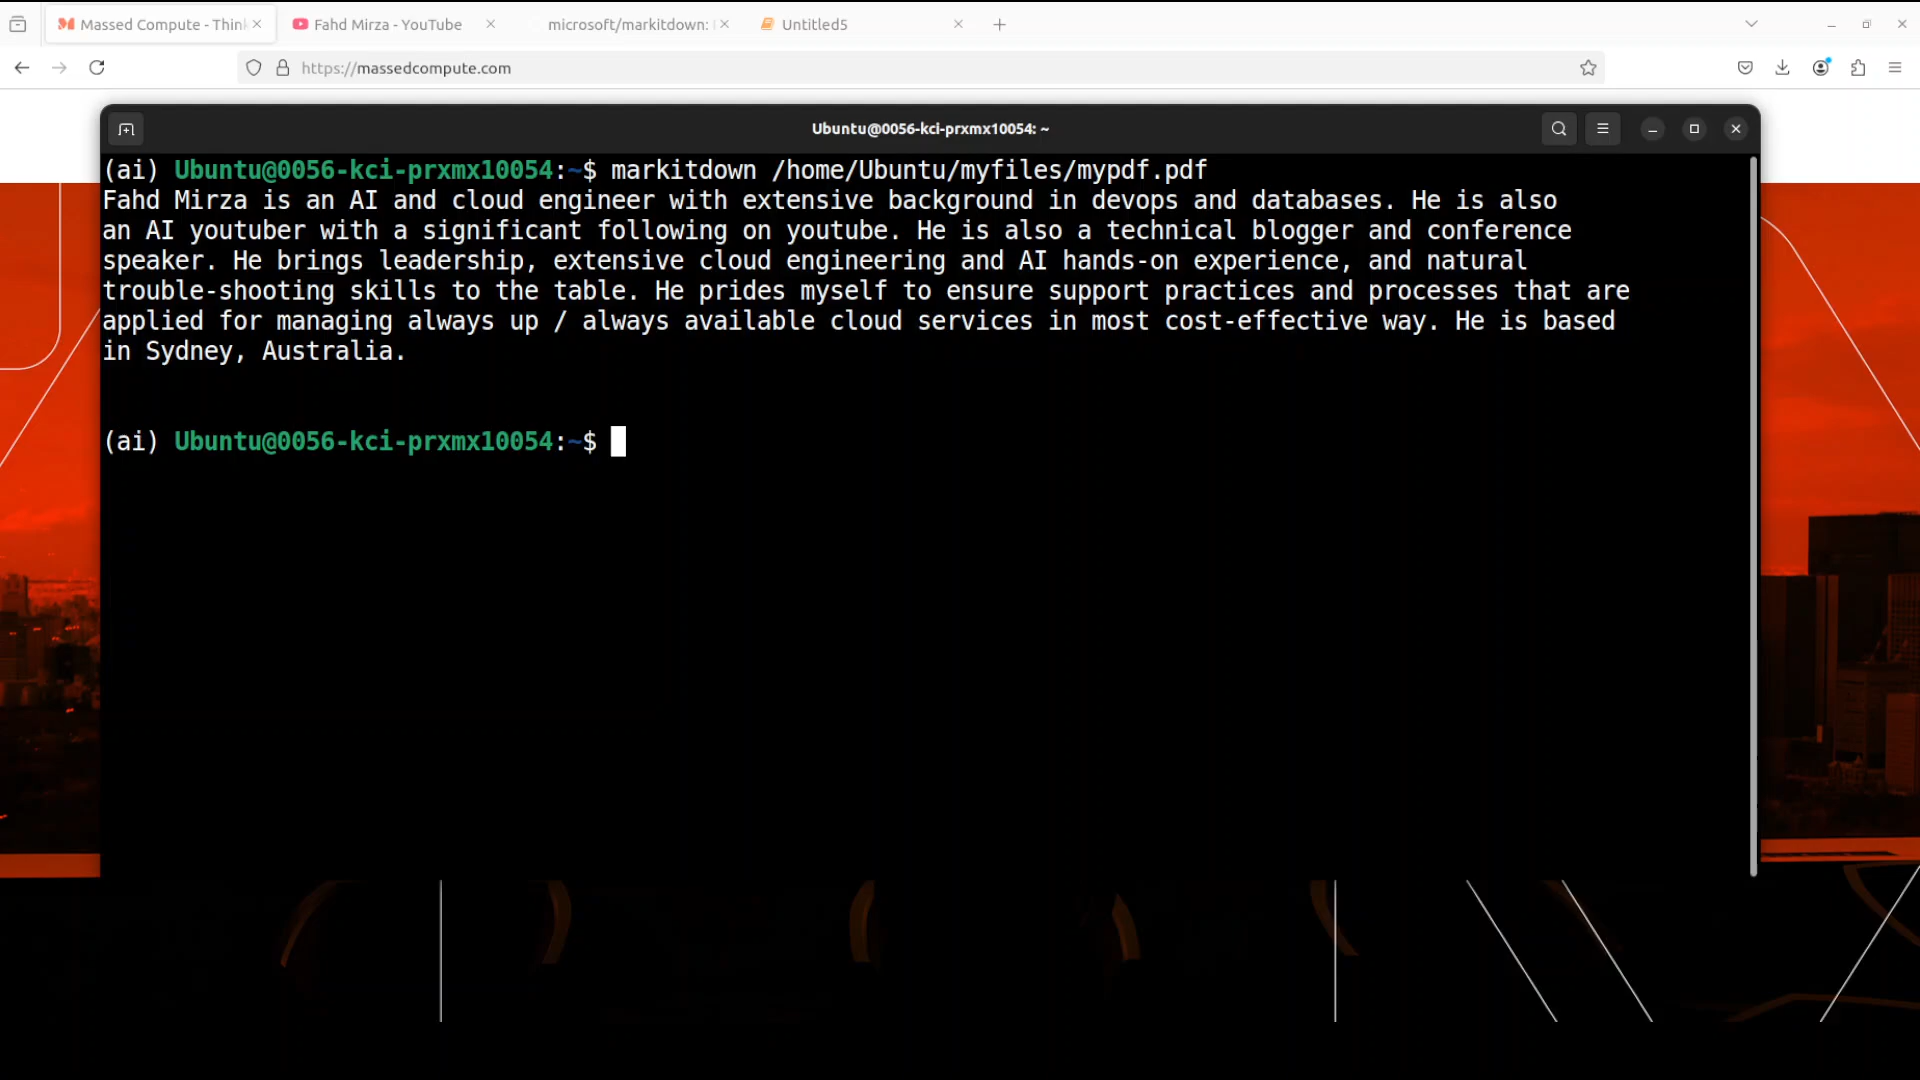 Massed Compute - Think
Fahd Mirza - YouTube
microsoft/markitdown:
Untitled5
https://massedcompute.com
Ubuntu@0056-kci-prxmx10054: ~
(ai) Ubuntu@0056-kci-prxmx10054:~$ markitdown /home/Ubuntu/myfiles/mypdf.pdf
Fahd Mirza is an AI and cloud engineer with extensive background in devops and databases. He is also
an AI youtuber with a significant following on youtube. He is also a technical blogger and conference
speaker. He brings leadership, extensive cloud engineering and AI hands-on experience, and natural
trouble-shooting skills to the table. He prides myself to ensure support practices and processes that are
applied for managing always up / always available cloud services in most cost-effective way. He is based
in Sydney, Australia.
(ai) Ubuntu@0056-kci-prxmx10054:~$